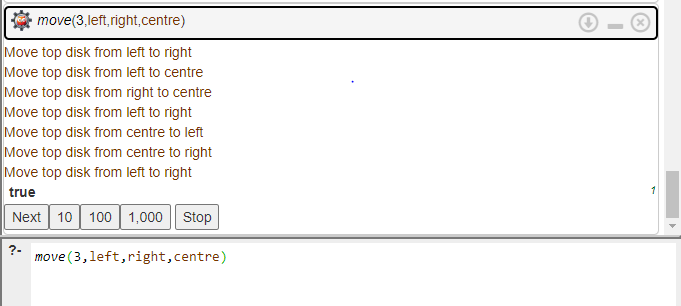 move(3,left,right,centre)
Move top disk from left to right
Move top disk from left to centre
Move top disk from right to centre
Move top disk from left to right
Move top disk from centre to left
Move top disk from centre to right
Move top disk from left to right
true 1
Next 10 100 1,000 Stop
?- move(3,left,right,centre)